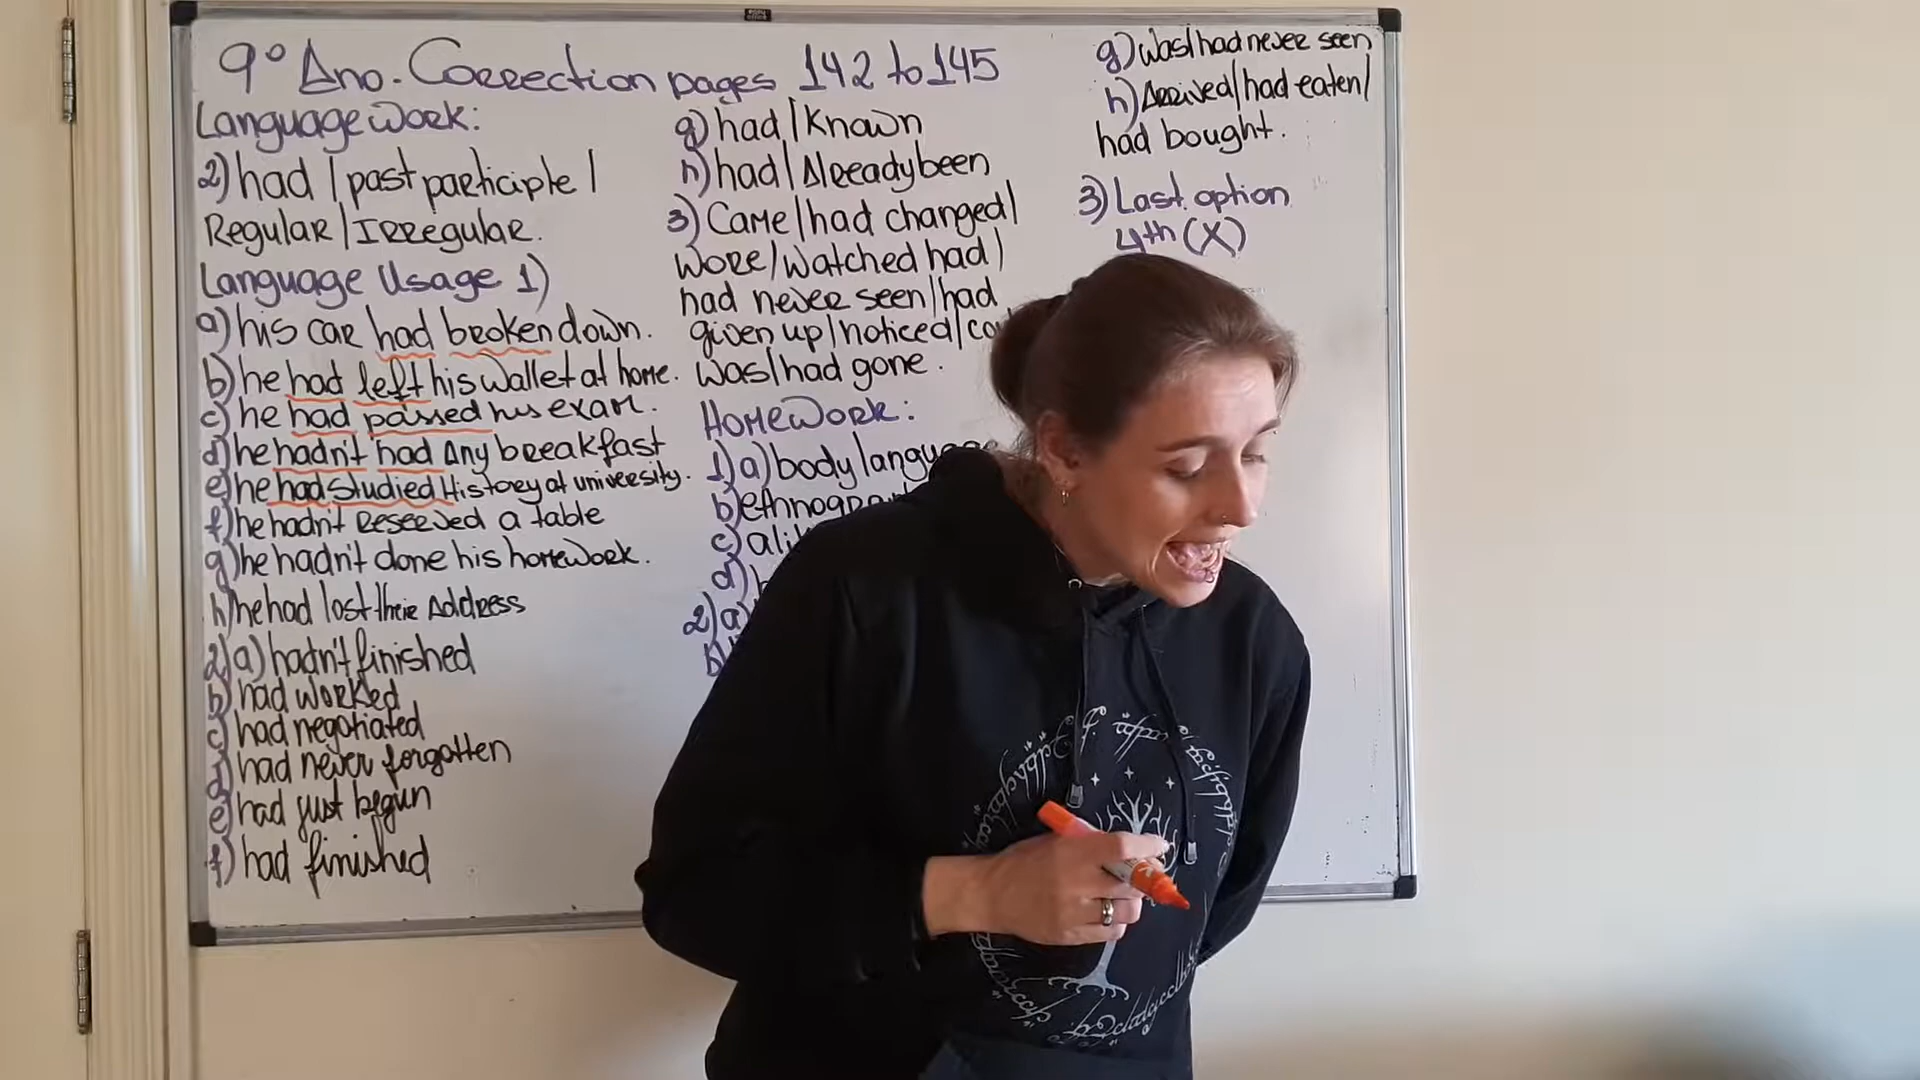 9º Ano. Correction pages 142 to 145
Language Work:
2) had / past participle /
Regular / Irregular.
Language Usage 1)
a) his car had broken down.
b) he had left his wallet at home.
c) he had passed his exam.
d) he hadn't had any breakfast
e) he had studied History at university.
f) he hadn't reserved a table
g) he hadn't done his homework.
h) he had lost their address
2) a) hadn't finished
b) had worked
c) had negotiated
d) had never forgotten
e) had just begun
f) had finished
g) had / known
h) had / already been
3) Came / had changed /
wore / watched had /
had never seen / had
given up / noticed /
was / had gone.
Homework:
1) a) body language
b)
c)
d)
2) a)
b)
g) was / had never seen
h) Arrived / had eaten /
had bought.
3) Last option
4th (X)